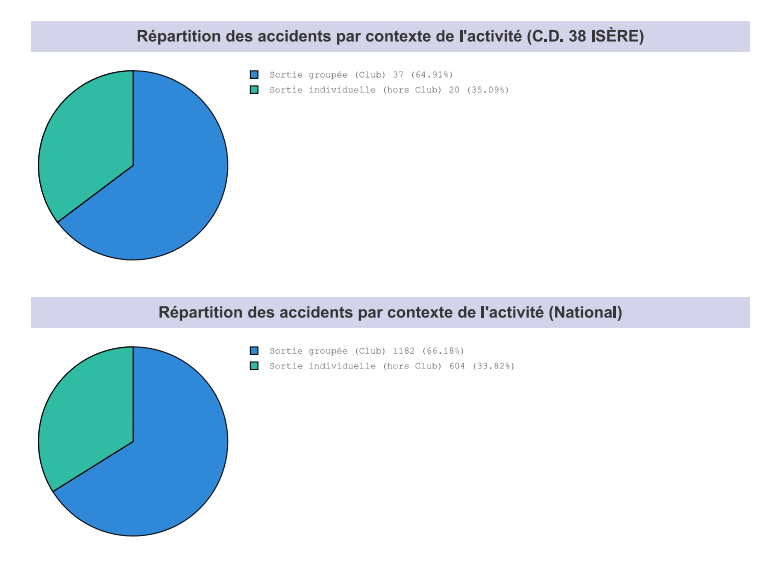 Répartition des accidents par contexte de l'activité (C.D. 38 ISÈRE)
Sortie groupée (Club) 37 (64.91%)
Sortie individuelle (hors Club) 20 (35.09%)
Répartition des accidents par contexte de l'activité (National)
Sortie groupée (Club) 1182 (66.18%)
Sortie individuelle (hors Club) 604 (33.82%)